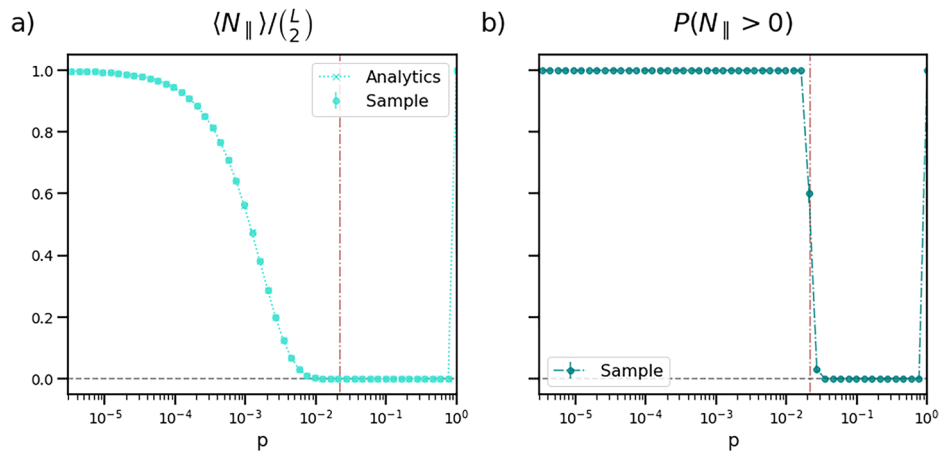 a) ⟨N∥⟩/(L 2)
b) P(N∥ > 0)
1.0
0.8
0.6
0.4
0.2
0.0
Analytics
Sample
Sample
10⁻⁵ 10⁻⁴ 10⁻³ 10⁻² 10⁻¹ 10⁰
10⁻⁵ 10⁻⁴ 10⁻³ 10⁻² 10⁻¹ 10⁰
p
p